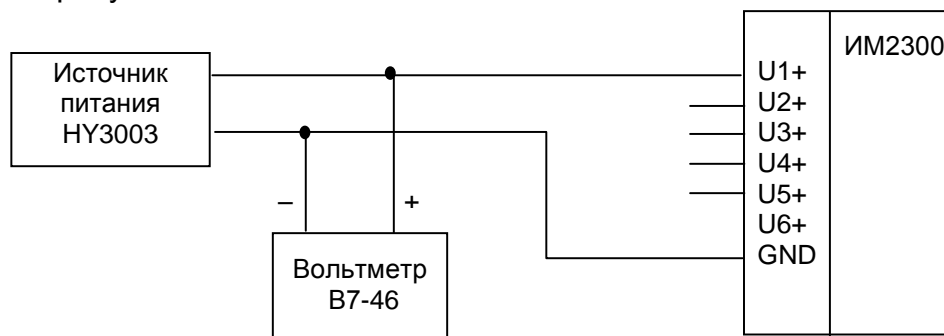 Источник
питания
HY3003
–
+
Вольтметр
В7-46
U1+
U2+
U3+
U4+
U5+
U6+
GND
ИМ2300